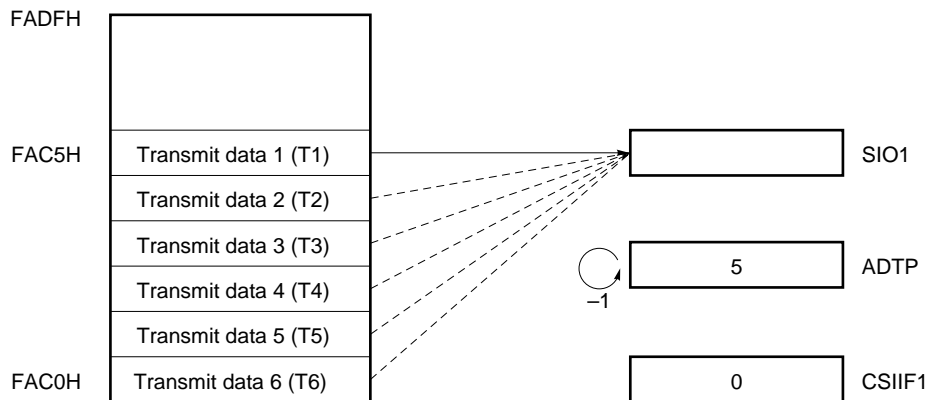 FADFH
FAC5H Transmit data 1 (T1) SIO1
Transmit data 2 (T2)
Transmit data 3 (T3)
Transmit data 4 (T4) 5 ADTP
–1
Transmit data 5 (T5)
FAC0H Transmit data 6 (T6) 0 CSIIF1